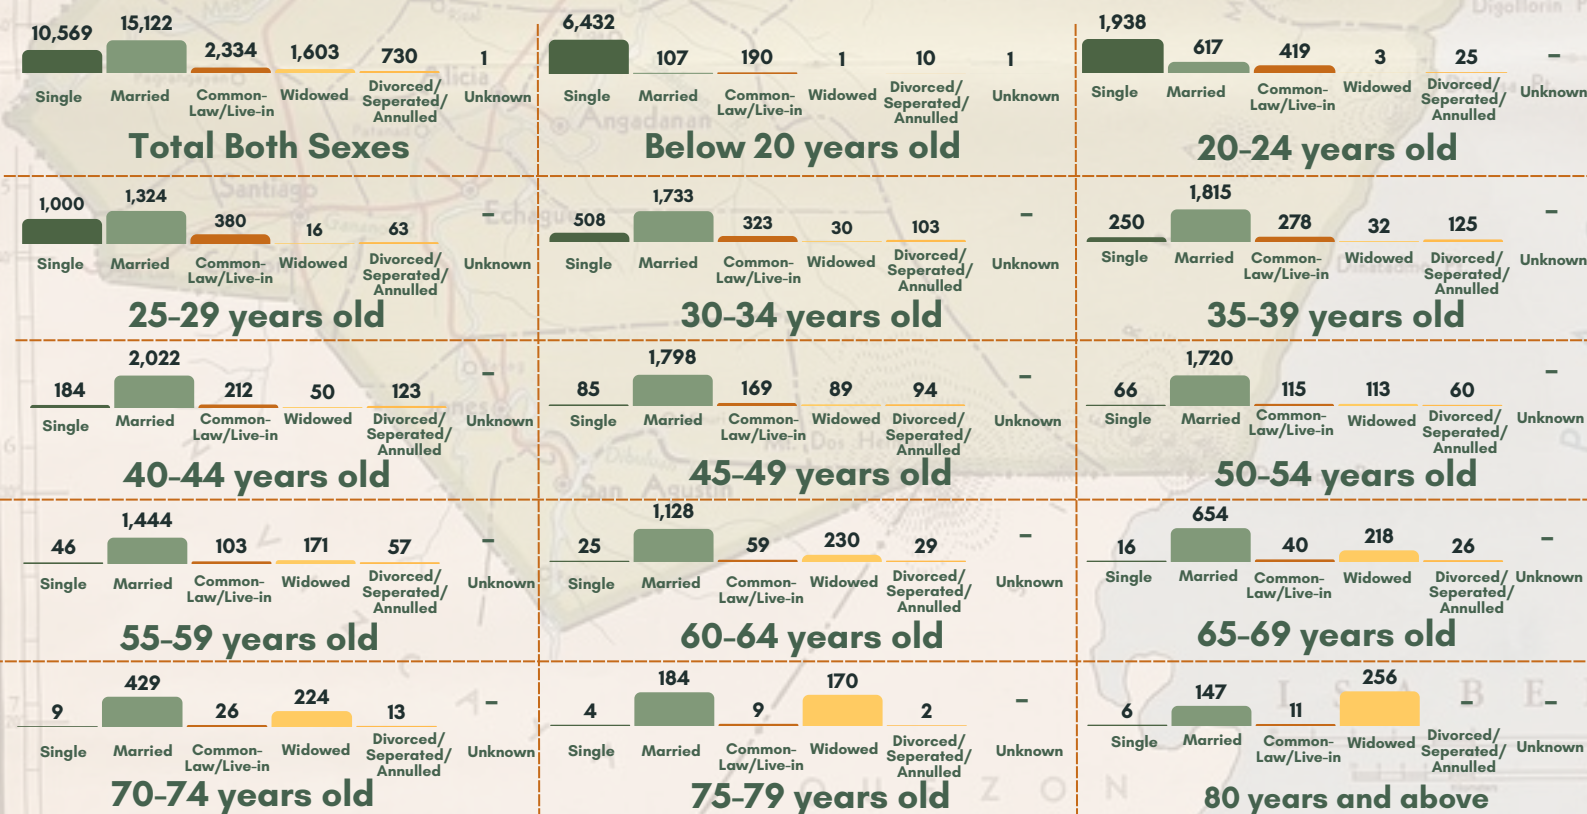 10,569 15,122 2,334 1,603 730 1
Single Married Common-Law/Live-in Widowed Divorced/Seperated/Annulled Unknown
Total Both Sexes
6,432 107 190 1 10 1
Single Married Common-Law/Live-in Widowed Divorced/Seperated/Annulled Unknown
Below 20 years old
1,938 617 419 3 25 –
Single Married Common-Law/Live-in Widowed Divorced/Seperated/Annulled Unknown
20-24 years old
1,000 1,324 380 16 63 –
Single Married Common-Law/Live-in Widowed Divorced/Seperated/Annulled Unknown
25-29 years old
508 1,733 323 30 103 –
Single Married Common-Law/Live-in Widowed Divorced/Seperated/Annulled Unknown
30-34 years old
250 1,815 278 32 125 –
Single Married Common-Law/Live-in Widowed Divorced/Seperated/Annulled Unknown
35-39 years old
184 2,022 212 50 123 –
Single Married Common-Law/Live-in Widowed Divorced/Seperated/Annulled Unknown
40-44 years old
85 1,798 169 89 94 –
Single Married Common-Law/Live-in Widowed Divorced/Seperated/Annulled Unknown
45-49 years old
66 1,720 115 113 60 –
Single Married Common-Law/Live-in Widowed Divorced/Seperated/Annulled Unknown
50-54 years old
46 1,444 103 171 57 –
Single Married Common-Law/Live-in Widowed Divorced/Seperated/Annulled Unknown
55-59 years old
25 1,128 59 230 29 –
Single Married Common-Law/Live-in Widowed Divorced/Seperated/Annulled Unknown
60-64 years old
16 654 40 218 26 –
Single Married Common-Law/Live-in Widowed Divorced/Seperated/Annulled Unknown
65-69 years old
9 429 26 224 13 –
Single Married Common-Law/Live-in Widowed Divorced/Seperated/Annulled Unknown
70-74 years old
4 184 9 170 2 –
Single Married Common-Law/Live-in Widowed Divorced/Seperated/Annulled Unknown
75-79 years old
6 147 11 256 – –
Single Married Common-Law/Live-in Widowed Divorced/Seperated/Annulled Unknown
80 years and above
Alicia
Angadanan
Santiago
Echague
Jones
San Agustin